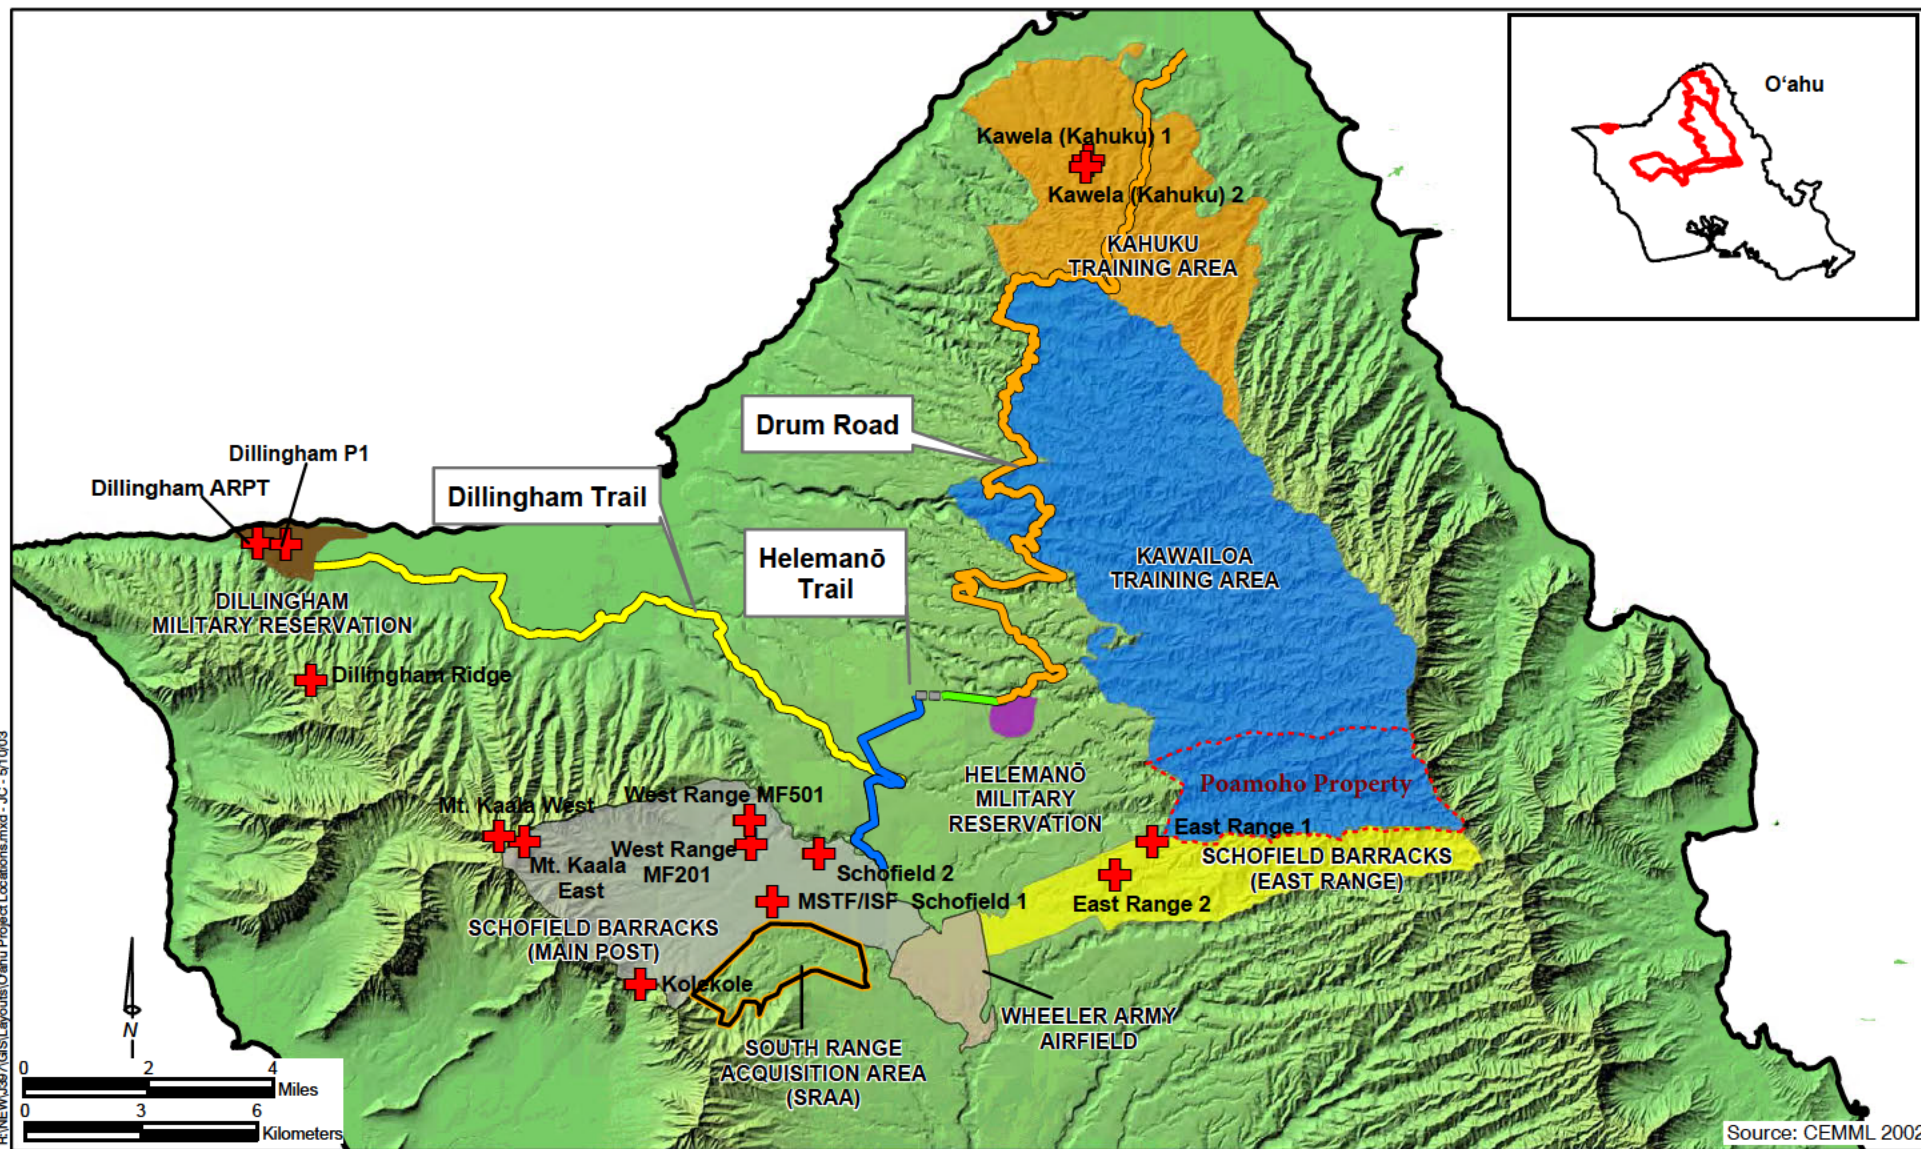 O‘ahu
Kawela (Kahuku) 1
Kawela (Kahuku) 2
KAHUKU
TRAINING AREA
Drum Road
Dillingham P1
Dillingham ARPT
Dillingham Trail
Helemanō
Trail
KAWAILOA
TRAINING AREA
DILLINGHAM
MILITARY RESERVATION
Dillingham Ridge
HELEMANŌ
MILITARY
RESERVATION
Poamoho Property
Mt. Kaala West
West Range MF501
East Range 1
West Range
MF201
Mt. Kaala
East
Schofield 2
SCHOFIELD BARRACKS
(EAST RANGE)
MSTF/ISF
Schofield 1
East Range 2
SCHOFIELD BARRACKS
(MAIN POST)
Kolekole
WHEELER ARMY
AIRFIELD
SOUTH RANGE
ACQUISITION AREA
(SRAA)
N
0 2 4
Miles
0 3 6
Kilometers
Source: CEMML 2002